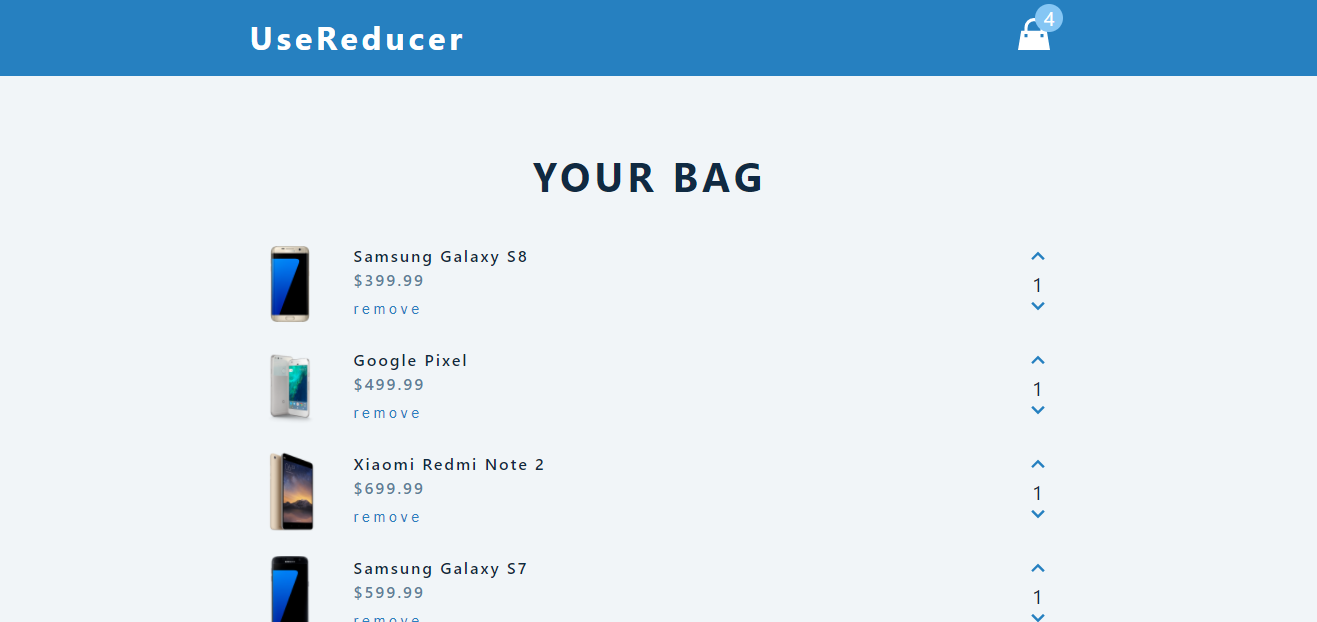 UseReducer
4
YOUR BAG
Samsung Galaxy S8
$399.99
remove
1
Google Pixel
$499.99
remove
1
Xiaomi Redmi Note 2
$699.99
remove
1
Samsung Galaxy S7
$599.99
remove
1